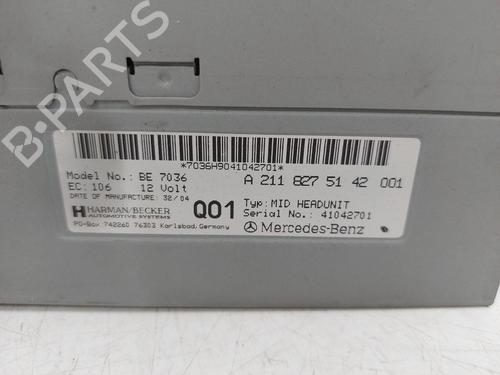 B-PARTS
*7036H9041042701*
Model No.: BE 7036
A 211 827 51 42 001
EC: 106 12 Volt
DATE OF MANUFACTURE: 32/04
Typ: MID HEADUNIT
HARMAN/BECKER
AUTOMOTIVE SYSTEMS
Q01
Serial No.: 41042701
PO-Box 742260 76303 Karlsbad, Germany
Mercedes-Benz